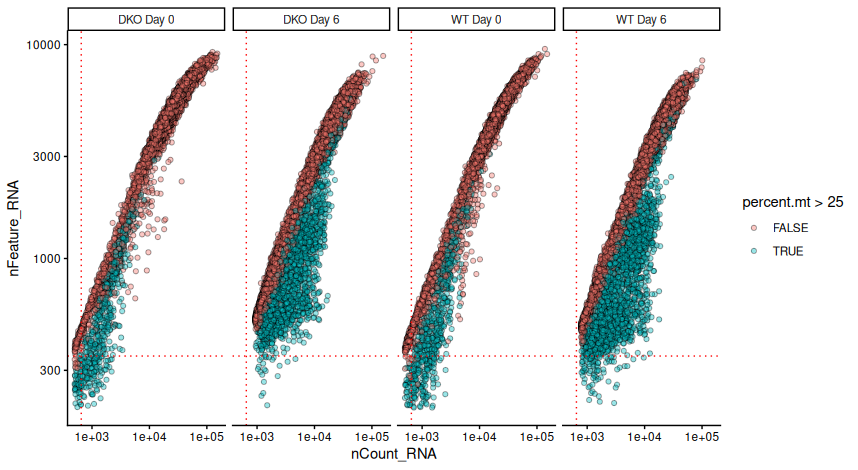 DKO Day 0 DKO Day 6 WT Day 0 WT Day 6
10000
3000
1000
300
nFeature_RNA
1e+03 1e+04 1e+05 1e+03 1e+04 1e+05 1e+03 1e+04 1e+05 1e+03 1e+04 1e+05
nCount_RNA
percent.mt > 25
FALSE
TRUE